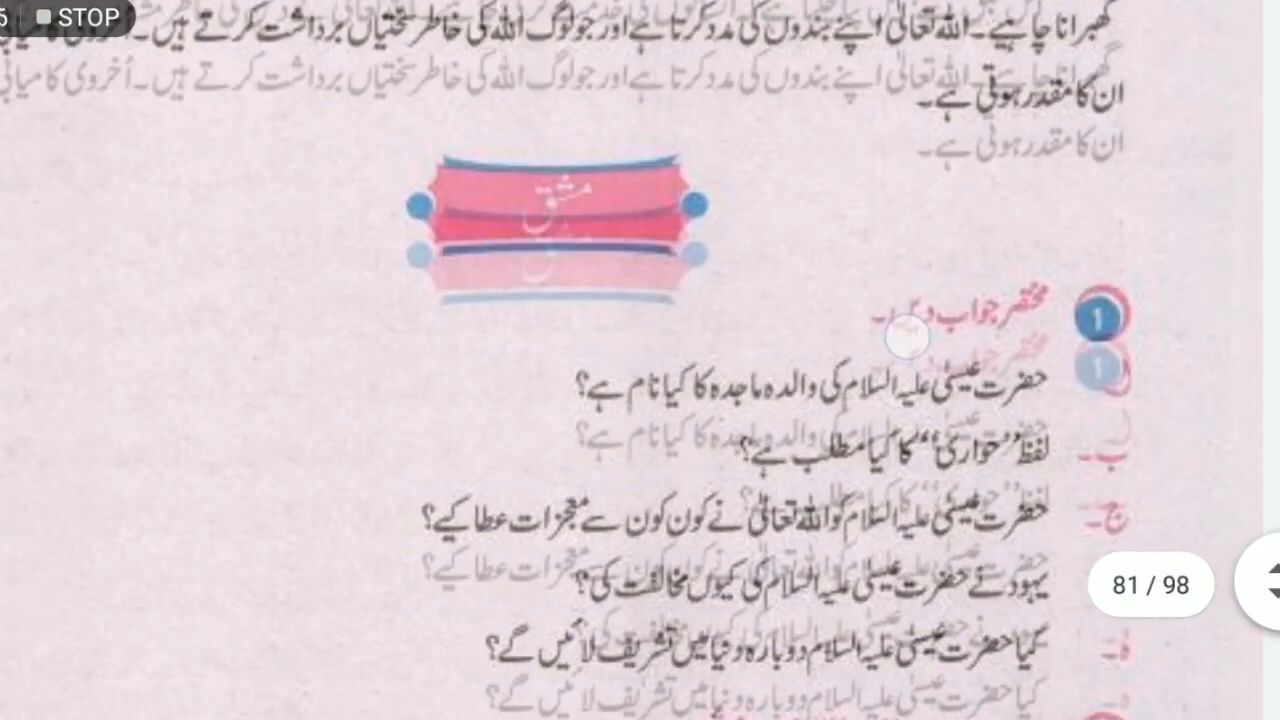 5 STOP
گھبرانا چاہیے۔ اللہ تعالیٰ اپنے بندوں کی مدد کرتا ہے اور جو لوگ اللہ کی خاطر سختیاں برداشت کرتے ہیں۔ اُخروی کامیابی
ان کا مقدر ہوتی ہے۔
مشق
1 مختصر جواب دیں۔
حضرت عیسیٰ علیہ السلام کی والدہ ماجدہ کا کیا نام ہے؟
ب۔ لفظ ”حواری“ کا کیا مطلب ہے؟
ج۔ حضرت عیسیٰ علیہ السلام کو اللہ تعالیٰ نے کون کون سے معجزات عطا کیے؟
یہود نے حضرت عیسیٰ علیہ السلام کی کیوں مخالفت کی؟
81 / 98
ہ۔ کیا حضرت عیسیٰ علیہ السلام دوبارہ دنیا میں تشریف لائیں گے؟